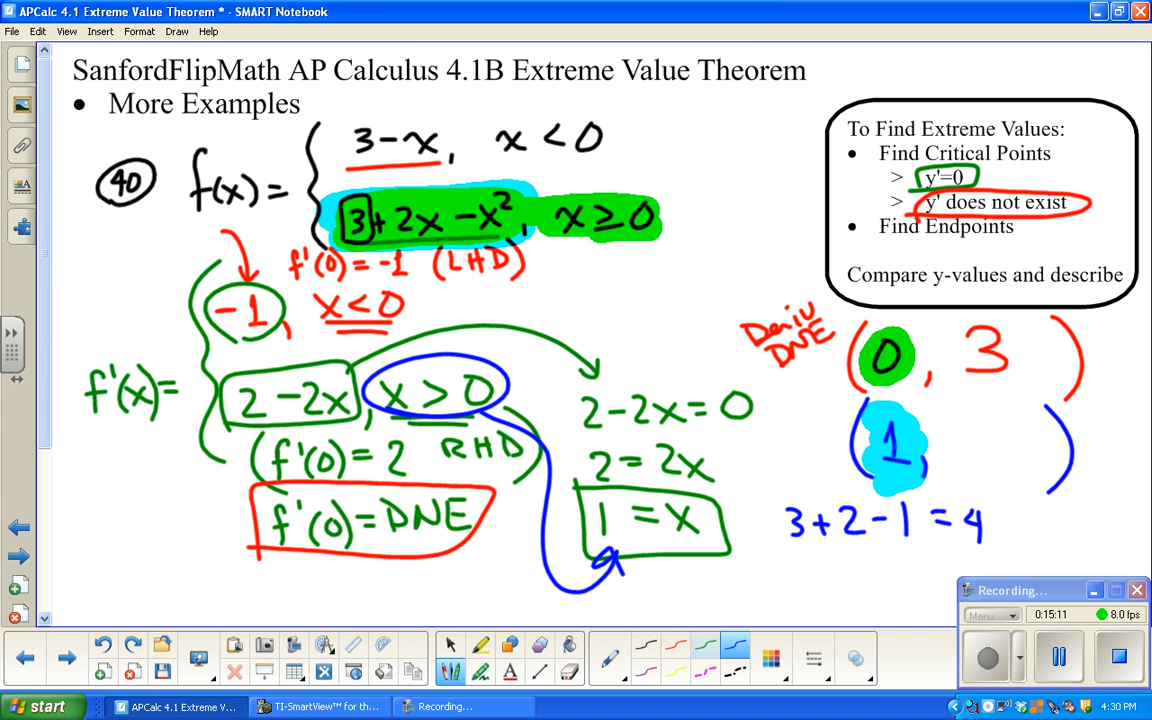 APCalc 4.1 Extreme Value Theorem * - SMART Notebook
File Edit View Insert Format Draw Help
SanfordFlipMath AP Calculus 4.1B Extreme Value Theorem
• More Examples
40 f(x) = { 3-x, x<0
3+2x-x², x≥0
f'(0) = -1 (LHD)
f'(x) = { -1, x<0
2-2x, x>0
(f'(0) = 2 RHD)
f'(0) = DNE
2-2x=0
2=2x
1=x
To Find Extreme Values:
• Find Critical Points
> y'=0
> y' does not exist
• Find Endpoints
Compare y-values and describe
Deriv
DNE
(0, 3)
(1, )
3+2-1=4
Recording...
Menu 0:15:11 8.0 fps
start APCalc 4.1 Extreme V... TI-SmartView™ for th... Recording... 4:30 PM